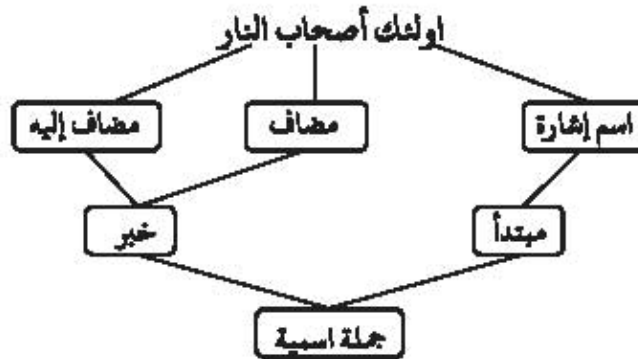 اولئك أصحاب النار
اسم إشارة
مضاف
مضاف إليه
مبتدأ
خبر
جملة اسمية